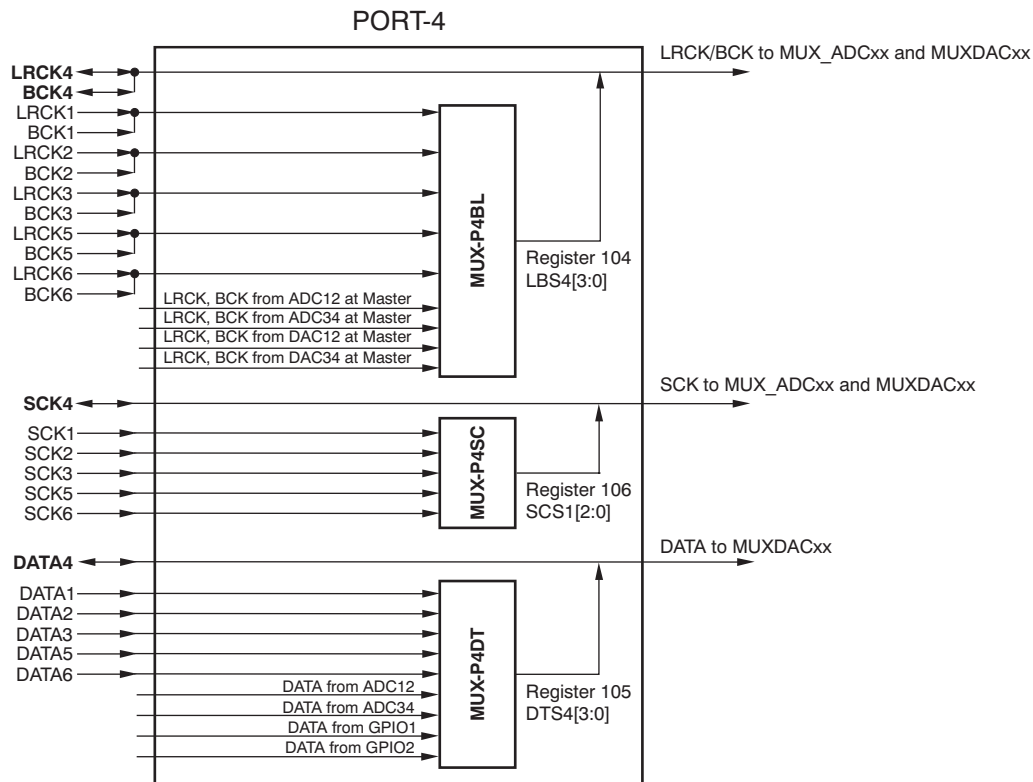 PORT-4
LRCK/BCK to MUX_ADCxx and MUXDACxx
LRCK4
BCK4
LRCK1
BCK1
LRCK2
BCK2
LRCK3
BCK3
LRCK5
BCK5
LRCK6
BCK6
LRCK, BCK from ADC12 at Master
LRCK, BCK from ADC34 at Master
LRCK, BCK from DAC12 at Master
LRCK, BCK from DAC34 at Master
MUX-P4BL
Register 104
LBS4[3:0]
SCK to MUX_ADCxx and MUXDACxx
SCK4
SCK1
SCK2
SCK3
SCK5
SCK6
MUX-P4SC
Register 106
SCS1[2:0]
DATA to MUXDACxx
DATA4
DATA1
DATA2
DATA3
DATA5
DATA6
DATA from ADC12
DATA from ADC34
DATA from GPIO1
DATA from GPIO2
MUX-P4DT
Register 105
DTS4[3:0]